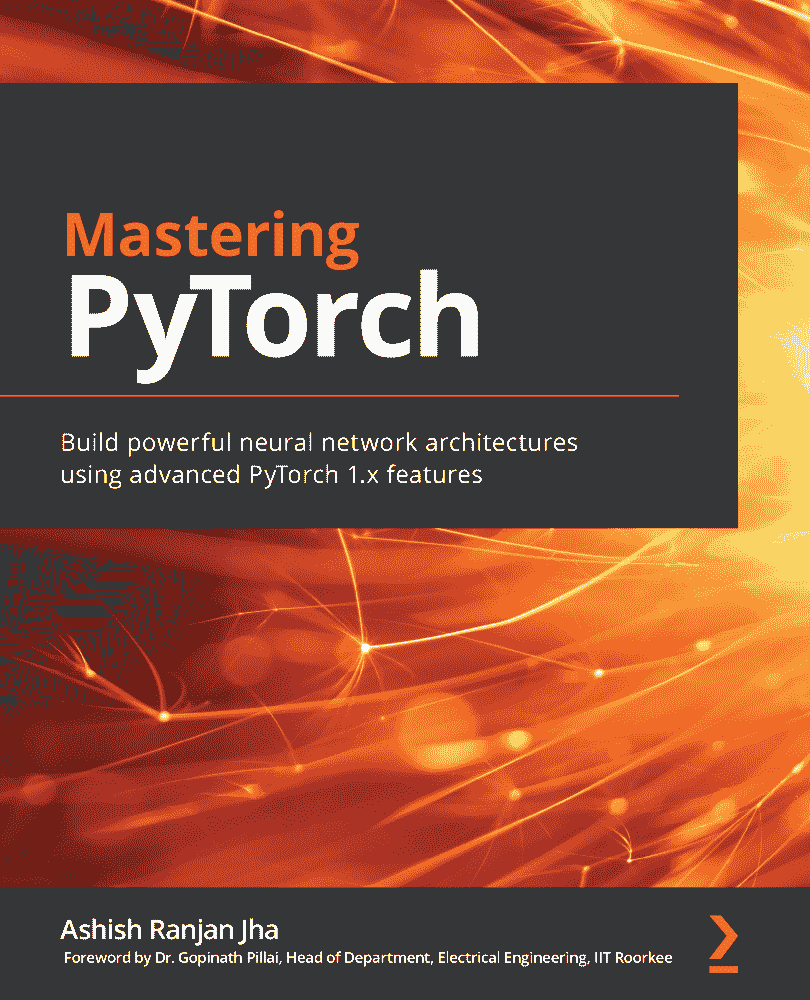 Mastering
PyTorch
Build powerful neural network architectures
using advanced PyTorch 1.x features
Ashish Ranjan Jha
Foreword by Dr. Gopinath Pillai, Head of Department, Electrical Engineering, IIT Roorkee